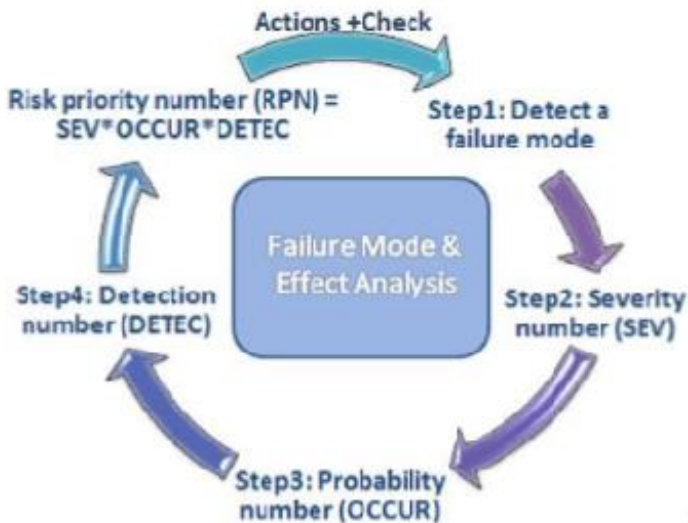 Actions +Check
Risk priority number (RPN) =
SEV*OCCUR*DETEC
Step1: Detect a
failure mode
Failure Mode &
Effect Analysis
Step2: Severity
number (SEV)
Step3: Probability
number (OCCUR)
Step4: Detection
number (DETEC)